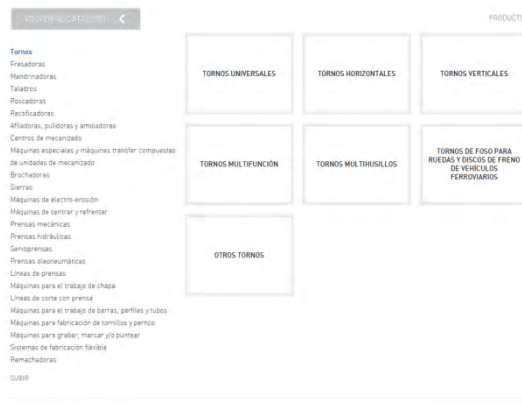 VOLVER AL CATÁLOGO
PRODUCT
Tornos
Fresadoras
Mandrinadoras
Taladros
Roscadoras
Rectificadoras
Afiladoras, pulidoras y amoladoras
Centros de mecanizado
Máquinas especiales y máquinas transfer compuestas
de unidades de mecanizado
Brochadoras
Sierras
Máquinas de electro-erosión
Máquinas de centrar y refrentar
Prensas mecánicas
Prensas hidráulicas
Servoprensas
Prensas oleoneumáticas
Líneas de prensas
Máquinas para el trabajo de chapa
Líneas de corte con prensa
Máquinas para el trabajo de barras, perfiles y tubos
Máquinas para fabricación de tornillos y pernos
Máquinas para grabar, marcar y/o puntear
Sistemas de fabricación flexible
Remachadoras
SUBIR
TORNOS UNIVERSALES
TORNOS HORIZONTALES
TORNOS VERTICALES
TORNOS MULTIFUNCIÓN
TORNOS MULTIHUSILLOS
TORNOS DE FOSO PARA
RUEDAS Y DISCOS DE FRENO
DE VEHÍCULOS
FERROVIARIOS
OTROS TORNOS